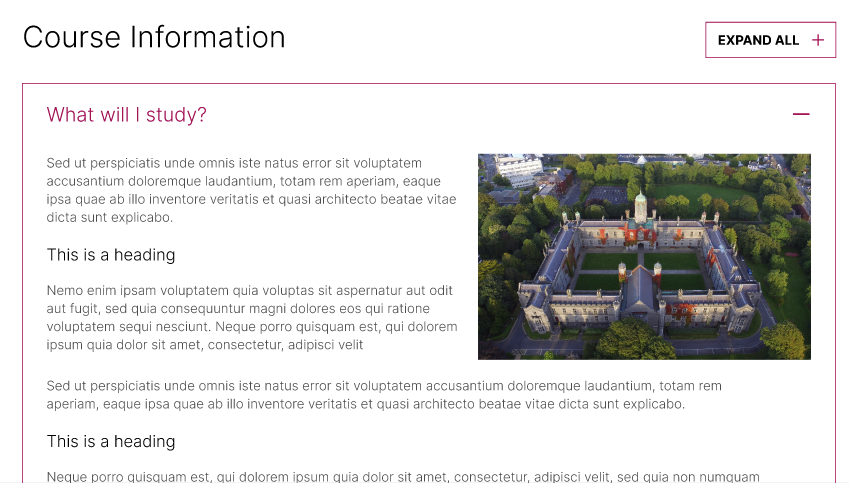 Course Information
EXPAND ALL
What will I study?
Sed ut perspiciatis unde omnis iste natus error sit voluptatem
accusantium doloremque laudantium, totam rem aperiam, eaque
ipsa quae ab illo inventore veritatis et quasi architecto beatae vitae
dicta sunt explicabo.
This is a heading
Nemo enim ipsam voluptatem quia voluptas sit aspernatur aut odit
aut fugit, sed quia consequuntur magni dolores eos qui ratione
voluptatem sequi nesciunt. Neque porro quisquam est, qui dolorem
ipsum quia dolor sit amet, consectetur, adipisci velit
Sed ut perspiciatis unde omnis iste natus error sit voluptatem accusantium doloremque laudantium, totam rem
aperiam, eaque ipsa quae ab illo inventore veritatis et quasi architecto beatae vitae dicta sunt explicabo.
This is a heading
Neque porro quisquam est, qui dolorem ipsum quia dolor sit amet, consectetur, adipisci velit, sed quia non numquam